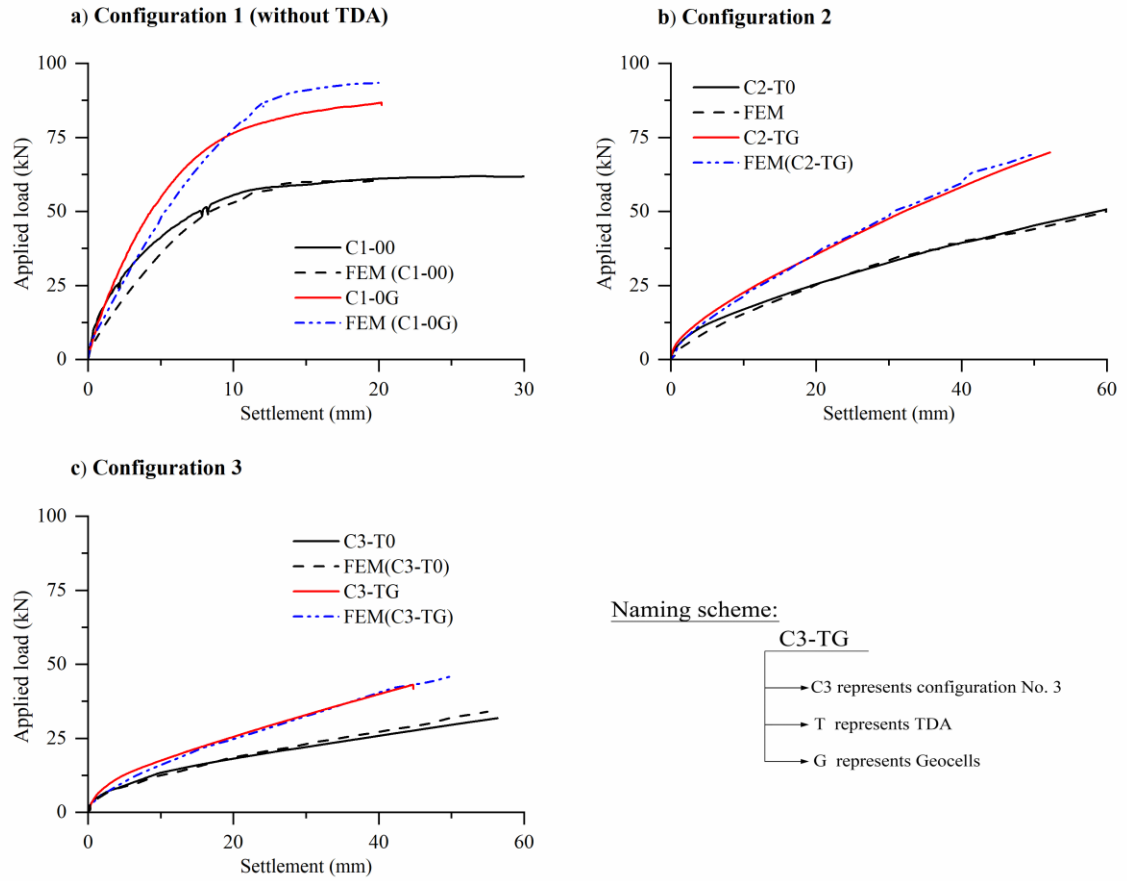 a) Configuration 1 (without TDA)
100
75
50
25
0
Applied load (kN)
C1-00
FEM (C1-00)
C1-0G
FEM (C1-0G)
0 10 20 30
Settlement (mm)
b) Configuration 2
100
75
50
25
0
Applied load (kN)
C2-T0
FEM
C2-TG
FEM(C2-TG)
0 20 40 60
Settlement (mm)
c) Configuration 3
100
75
50
25
0
Applied load (kN)
C3-T0
FEM(C3-T0)
C3-TG
FEM(C3-TG)
0 20 40 60
Settlement (mm)
Naming scheme:
C3-TG
C3 represents configuration No. 3
T represents TDA
G represents Geocells